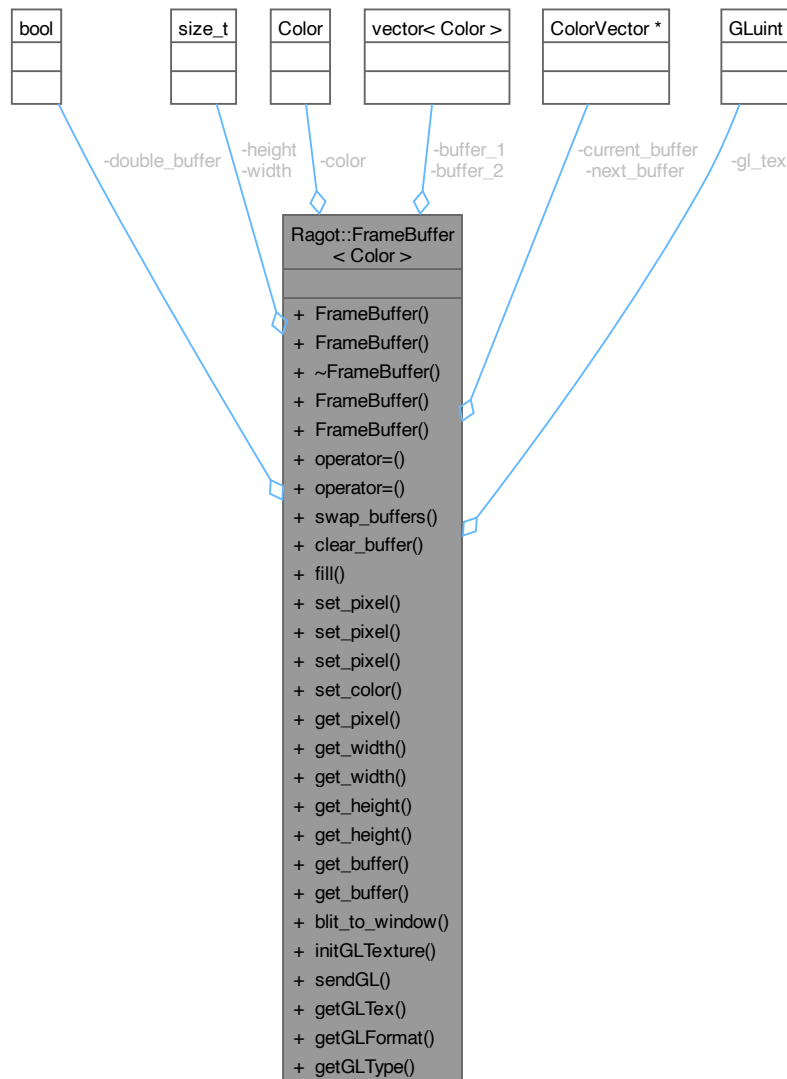 bool
size_t
Color
vector< Color >
ColorVector *
GLuint
-double_buffer
-height
-width
-color
-buffer_1
-buffer_2
-current_buffer
-next_buffer
-gl_tex
Ragot::FrameBuffer
< Color >
+ FrameBuffer()
+ FrameBuffer()
+ ~FrameBuffer()
+ FrameBuffer()
+ FrameBuffer()
+ operator=()
+ operator=()
+ swap_buffers()
+ clear_buffer()
+ fill()
+ set_pixel()
+ set_pixel()
+ set_pixel()
+ set_color()
+ get_pixel()
+ get_width()
+ get_width()
+ get_height()
+ get_height()
+ get_buffer()
+ get_buffer()
+ blit_to_window()
+ initGLTexture()
+ sendGL()
+ getGLTex()
+ getGLFormat()
+ getGLType()